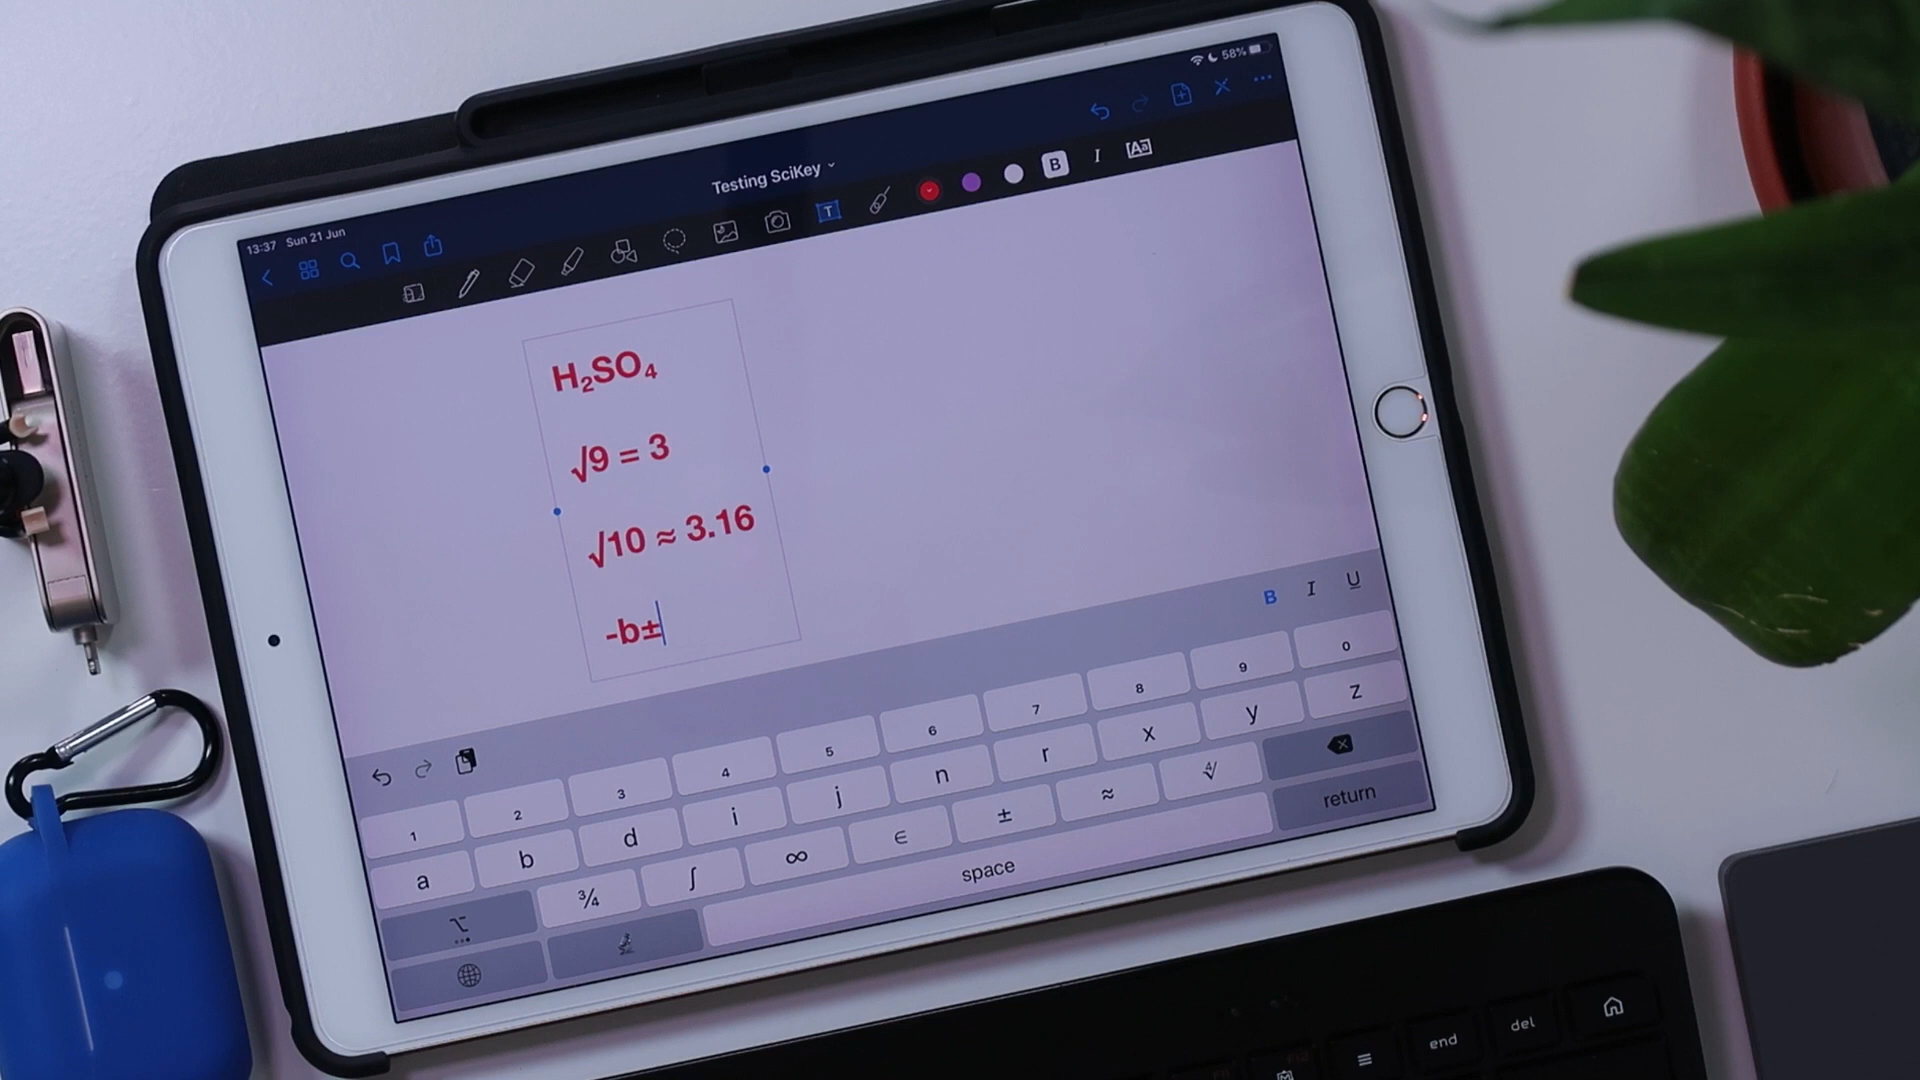 13:37 Sun 21 Jun
58%
Testing SciKey
T
B I Aa
H₂SO₄
√9 = 3
√10 ≈ 3.16
-b±
B I U
1 2 3 4 5 6 7 8 9 0
a b d i j n r x y z
¾ ∫ ∞ ∈ ± ≈ ∜
space
return
end
del